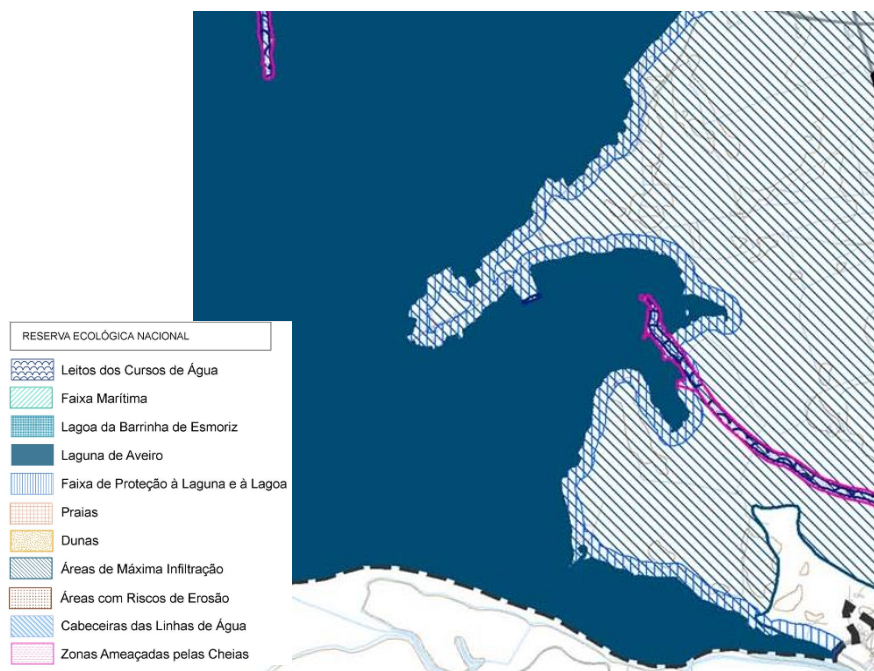 RESERVA ECOLÓGICA NACIONAL
Leitos dos Cursos de Água
Faixa Marítima
Lagoa da Barrinha de Esmoriz
Laguna de Aveiro
Faixa de Proteção à Laguna e à Lagoa
Praias
Dunas
Áreas de Máxima Infiltração
Áreas com Riscos de Erosão
Cabeceiras das Linhas de Água
Zonas Ameaçadas pelas Cheias